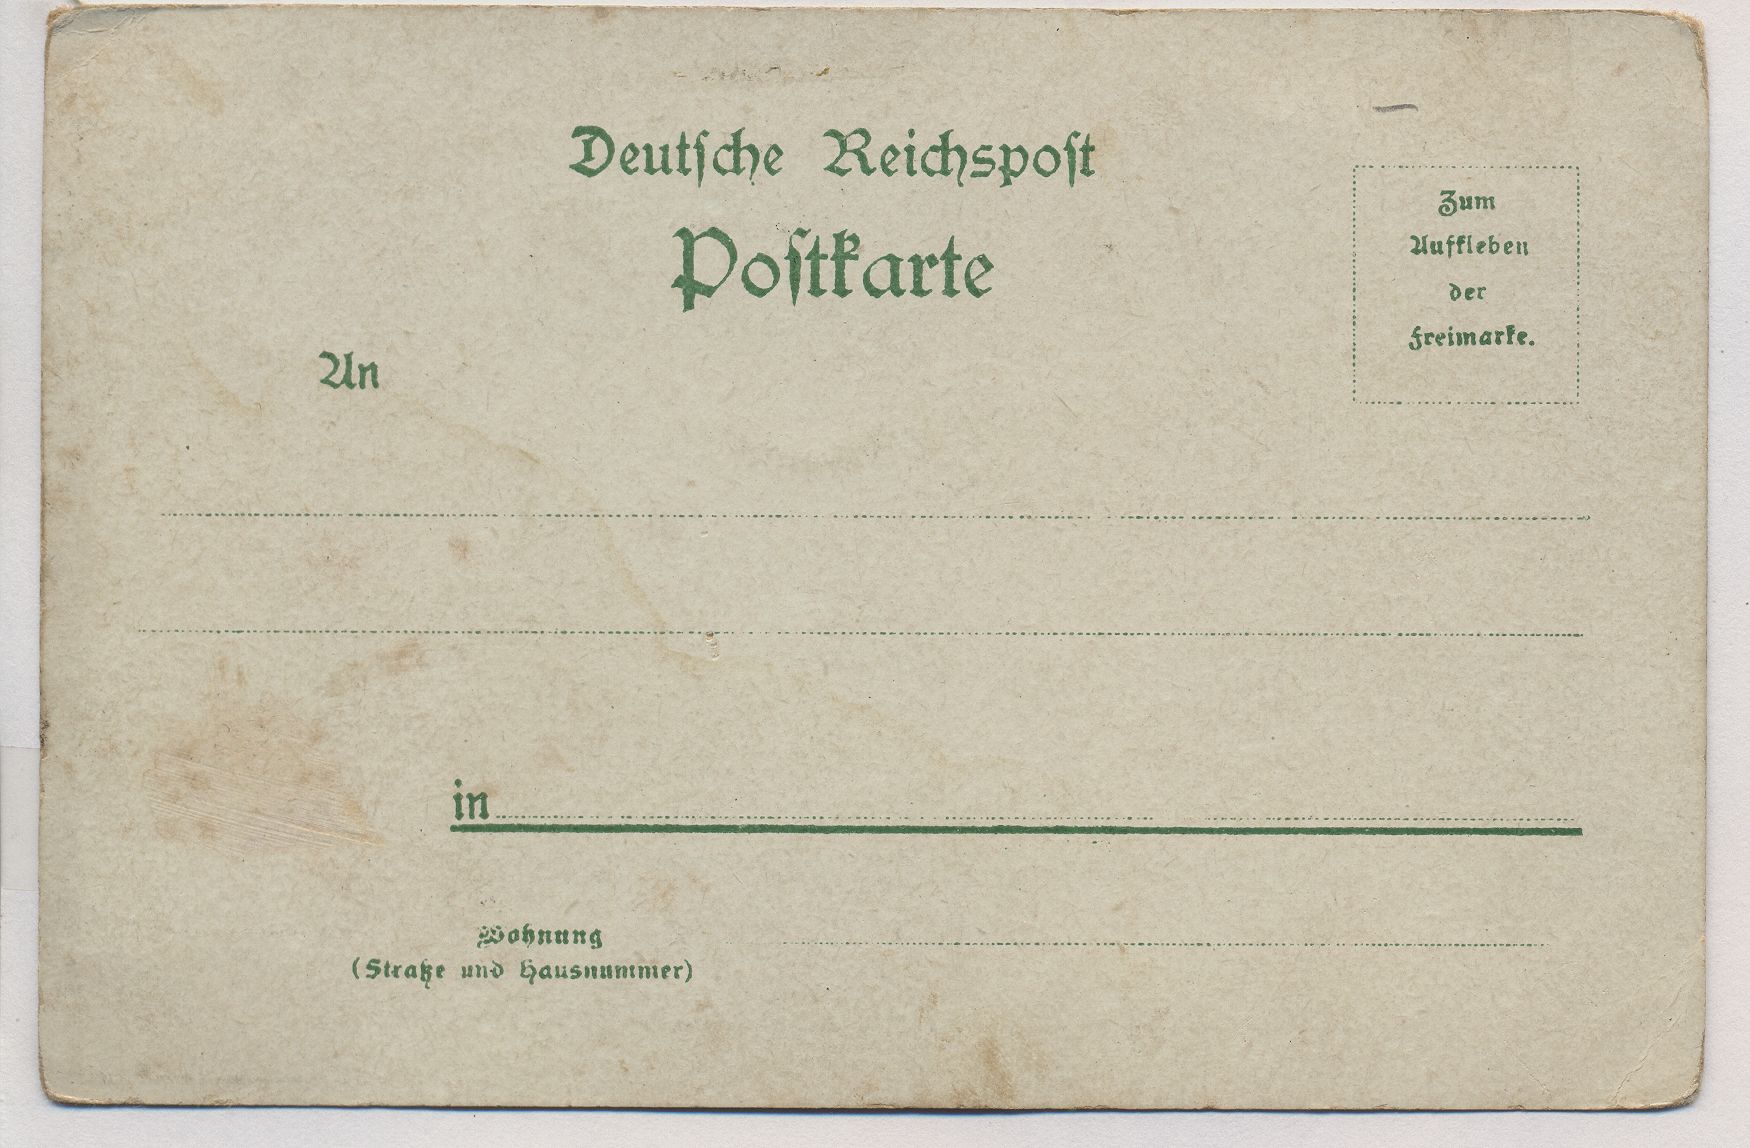 Deutſche Reichspoſt
Poſtkarte
Zum
Aufkleben
der
Freimarke.
An
in
Wohnung
(Straße und Hausnummer)